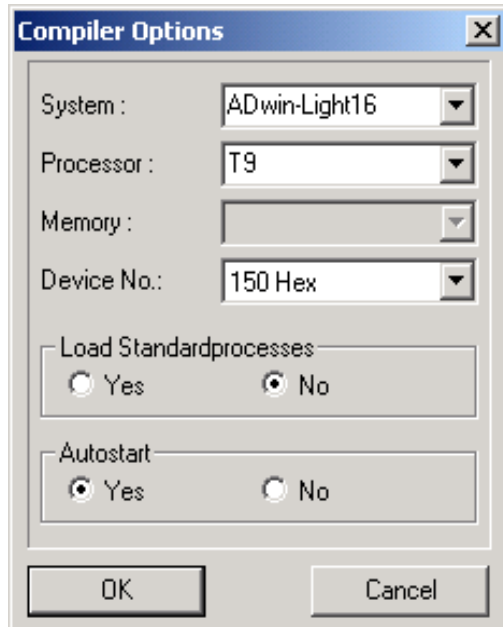 Compiler Options
System : ADwin-Light16
Processor : T9
Memory :
Device No.: 150 Hex
Load Standardprocesses
Yes No
Autostart
Yes No
OK Cancel